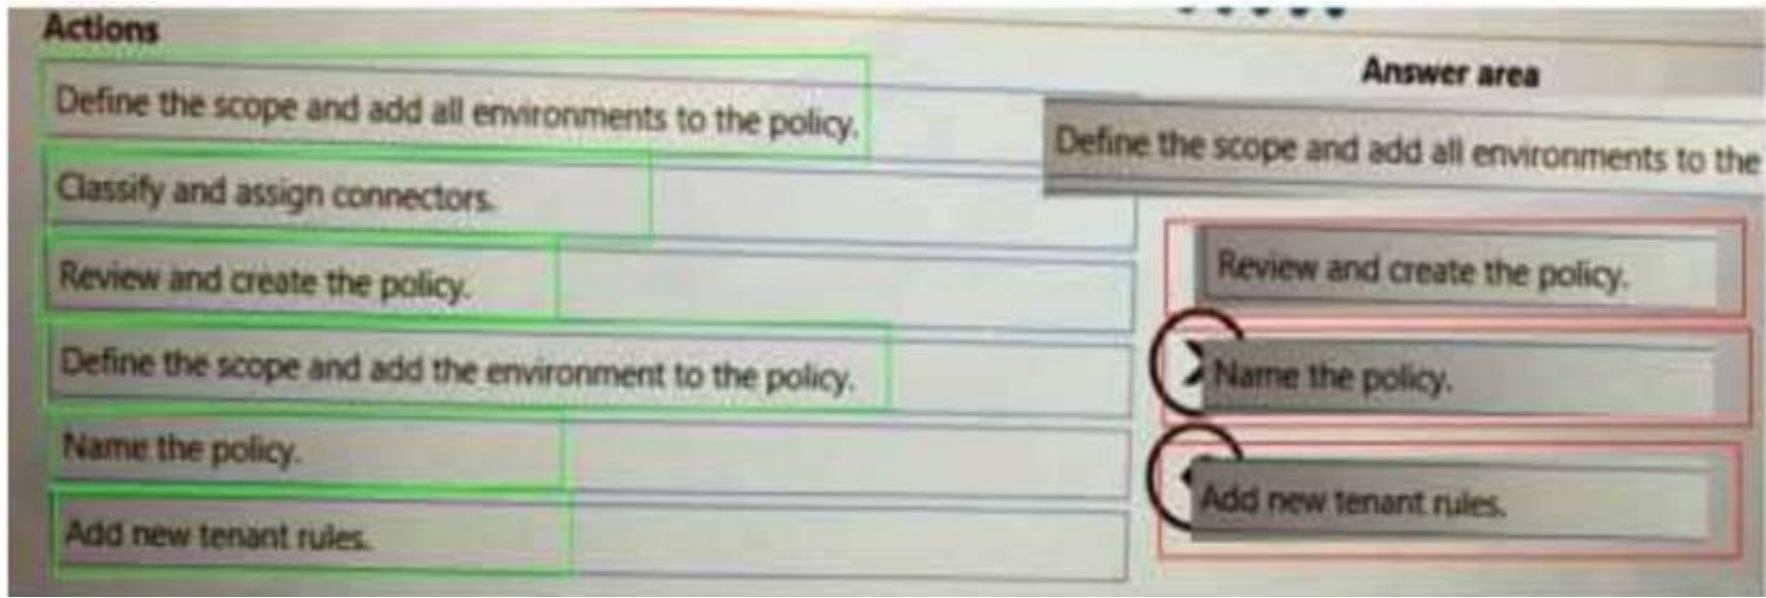 Actions
Define the scope and add all environments to the policy.
Classify and assign connectors.
Review and create the policy.
Define the scope and add the environment to the policy.
Name the policy.
Add new tenant rules.
Answer area
Define the scope and add all environments to the
Review and create the policy.
Name the policy.
Add new tenant rules.